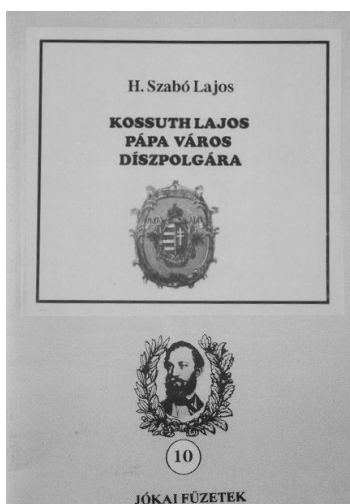 H. Szabó Lajos
KOSSUTH LAJOS
PÁPA VÁROS
DÍSZPOLGÁRA
10
JÓKAI FÜZETEK